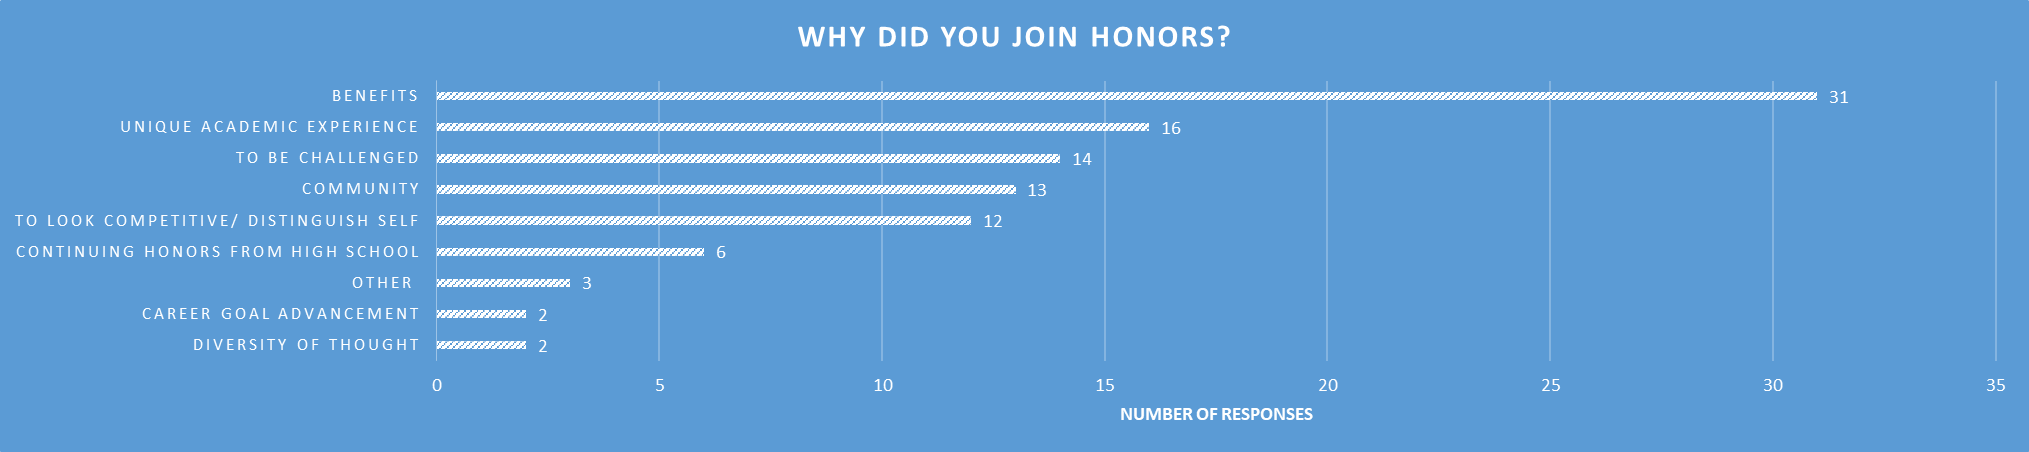 WHY DID YOU JOIN HONORS?
BENEFITS 31
UNIQUE ACADEMIC EXPERIENCE 16
TO BE CHALLENGED 14
COMMUNITY 13
TO LOOK COMPETITIVE/ DISTINGUISH SELF 12
CONTINUING HONORS FROM HIGH SCHOOL 6
OTHER 3
CAREER GOAL ADVANCEMENT 2
DIVERSITY OF THOUGHT 2
0 5 10 15 20 25 30 35
NUMBER OF RESPONSES